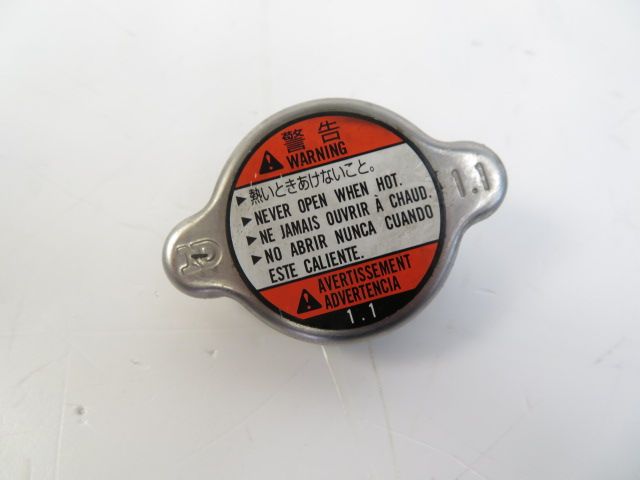 警告
WARNING
熱いときあけないこと。
NEVER OPEN WHEN HOT.
NE JAMAIS OUVRIR À CHAUD.
NO ABRIR NUNCA CUANDO
ESTE CALIENTE.
AVERTISSEMENT
ADVERTENCIA
1.1
1.1